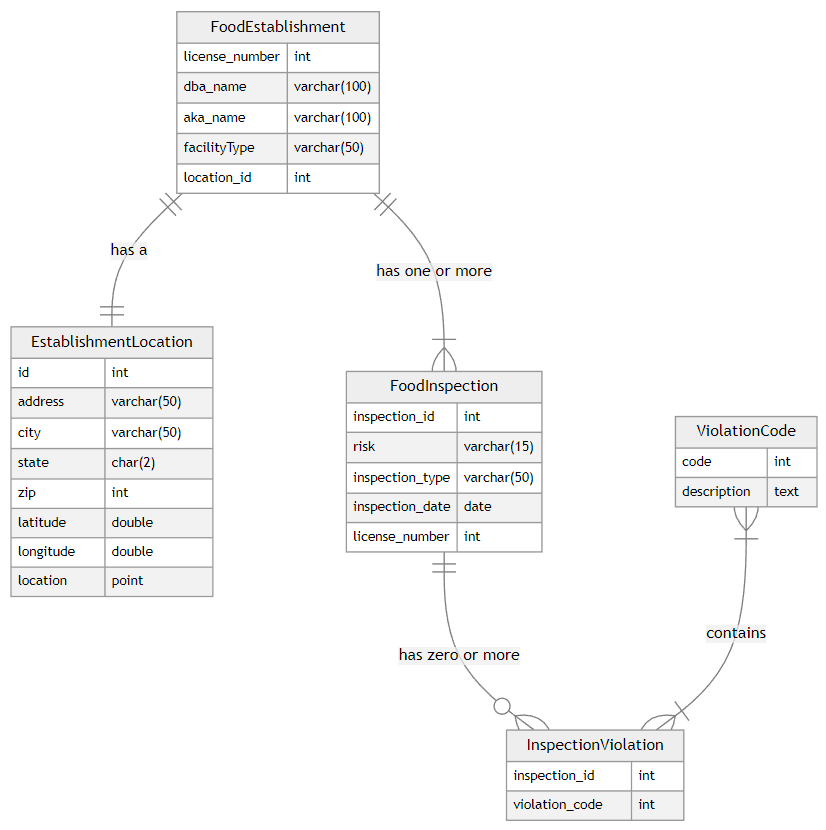 FoodEstablishment
license_number int
dba_name varchar(100)
aka_name varchar(100)
facilityType varchar(50)
location_id int
has a
has one or more
EstablishmentLocation
id int
address varchar(50)
city varchar(50)
state char(2)
zip int
latitude double
longitude double
location point
FoodInspection
inspection_id int
risk varchar(15)
inspection_type varchar(50)
inspection_date date
license_number int
ViolationCode
code int
description text
contains
has zero or more
InspectionViolation
inspection_id int
violation_code int